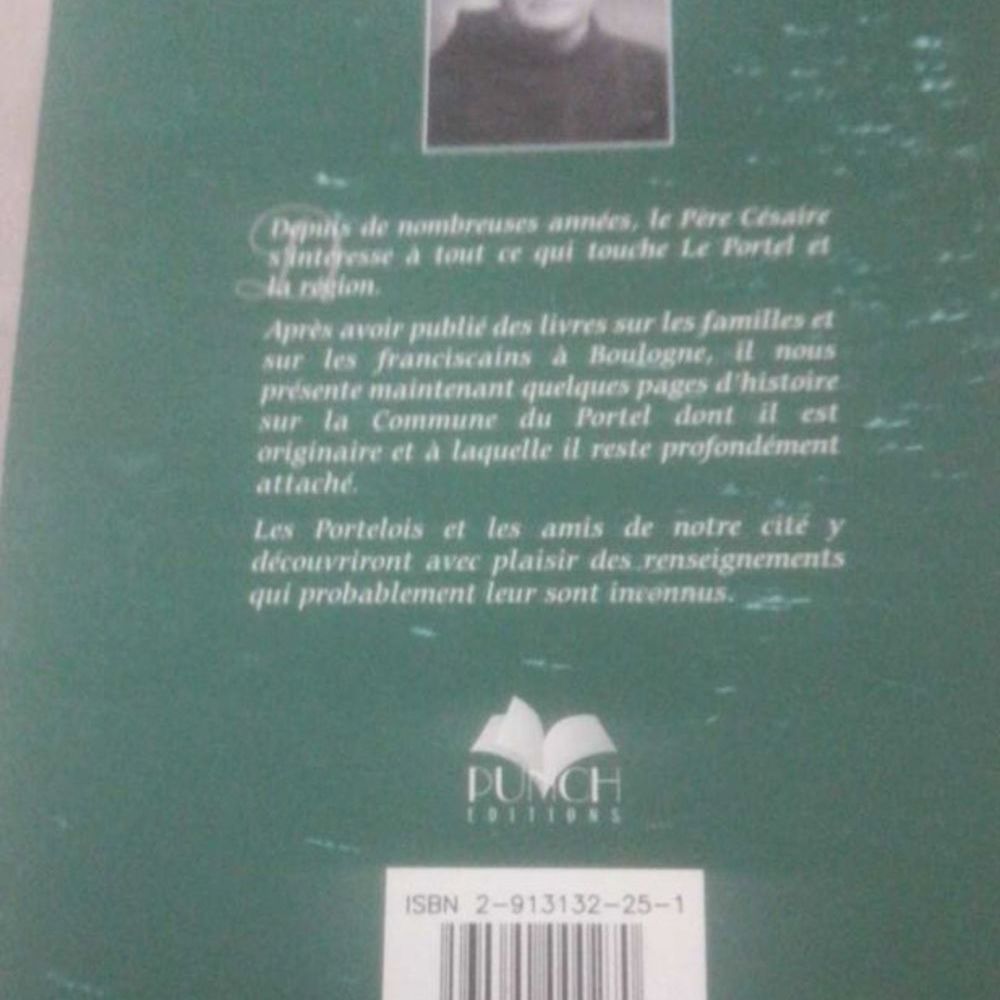 Depuis de nombreuses années, le Père Césaire
s'intéresse à tout ce qui touche Le Portel et
la région.
Après avoir publié des livres sur les familles et
sur les franciscains à Boulogne, il nous
présente maintenant quelques pages d'histoire
sur la Commune du Portel dont il est
originaire et à laquelle il reste profondément
attaché.
Les Portelois et les amis de notre cité y
découvriront avec plaisir des renseignements
qui probablement leur sont inconnus.
PUNCH
EDITIONS
ISBN 2-913132-25-1